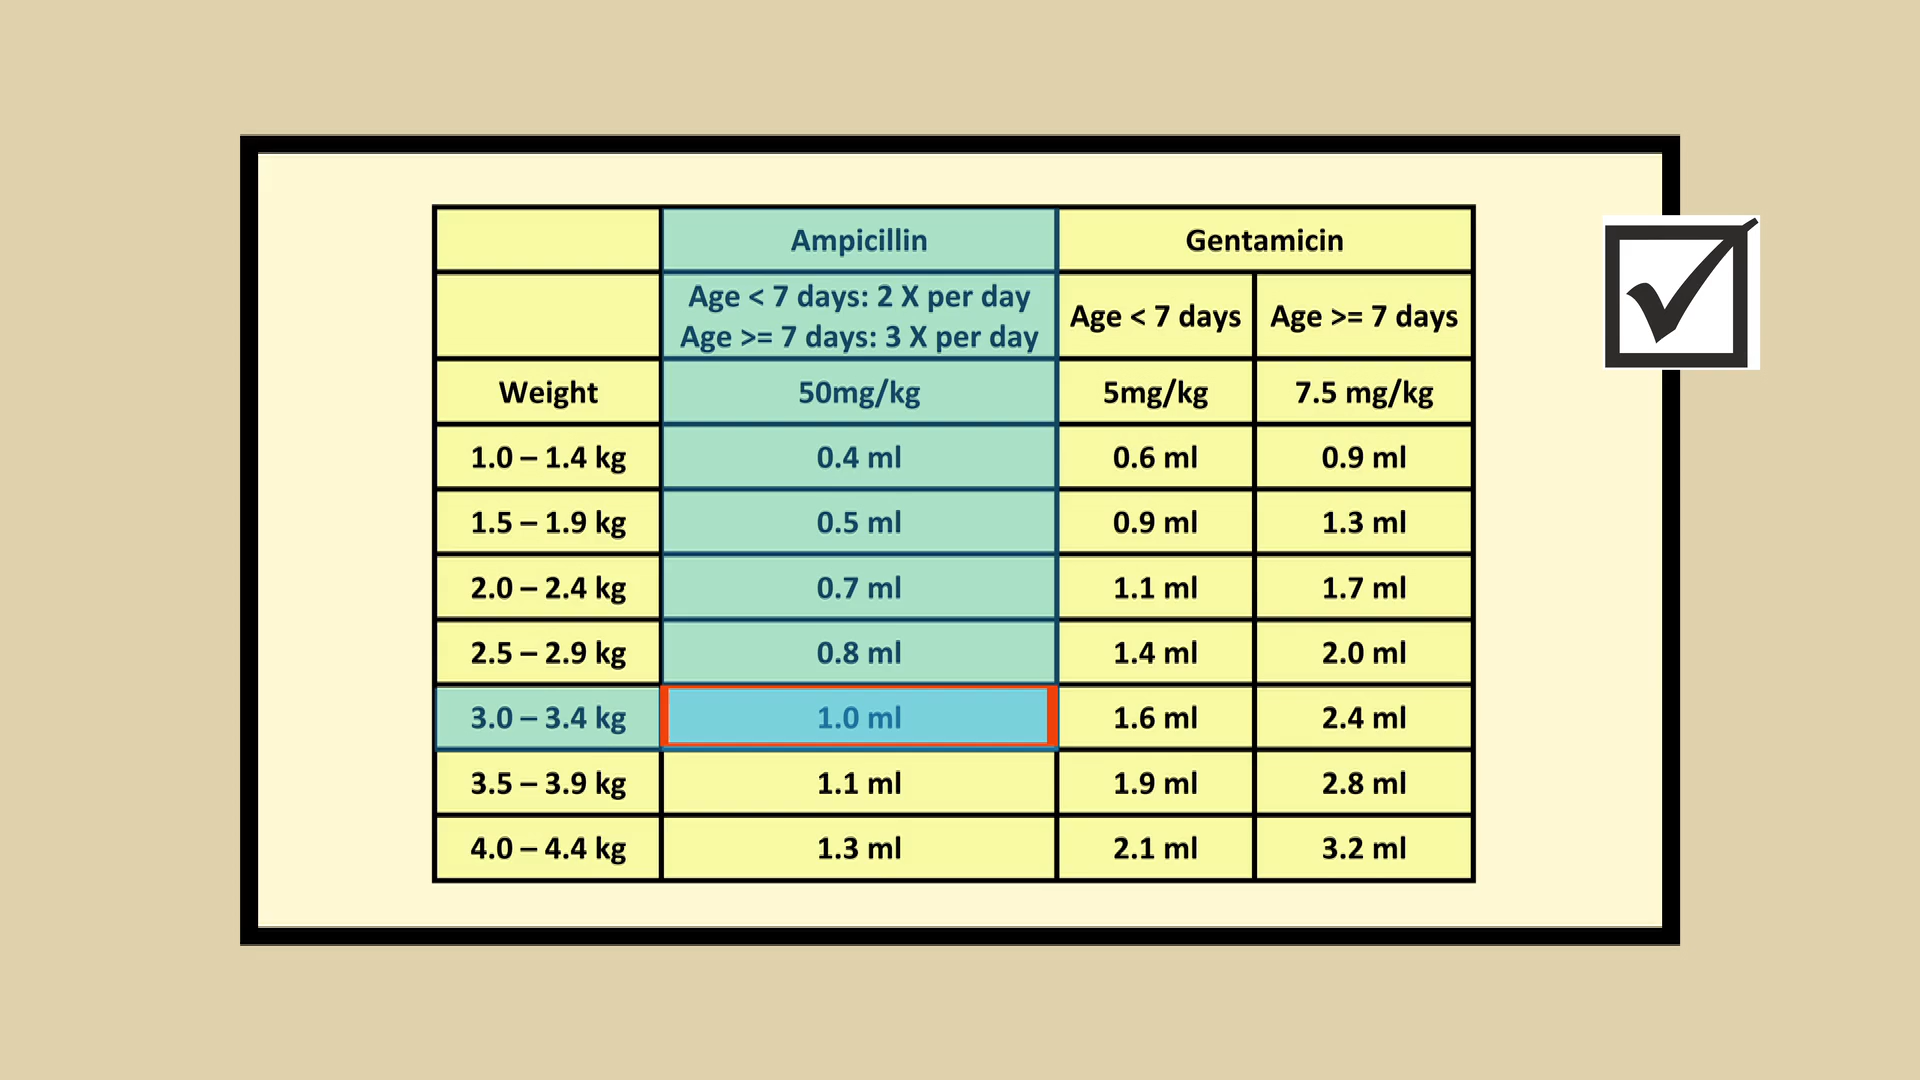 Ampicillin Gentamicin
Age < 7 days: 2 X per day
Age >= 7 days: 3 X per day
Age < 7 days Age >= 7 days
Weight 50mg/kg 5mg/kg 7.5 mg/kg
1.0 – 1.4 kg 0.4 ml 0.6 ml 0.9 ml
1.5 – 1.9 kg 0.5 ml 0.9 ml 1.3 ml
2.0 – 2.4 kg 0.7 ml 1.1 ml 1.7 ml
2.5 – 2.9 kg 0.8 ml 1.4 ml 2.0 ml
3.0 – 3.4 kg 1.0 ml 1.6 ml 2.4 ml
3.5 – 3.9 kg 1.1 ml 1.9 ml 2.8 ml
4.0 – 4.4 kg 1.3 ml 2.1 ml 3.2 ml